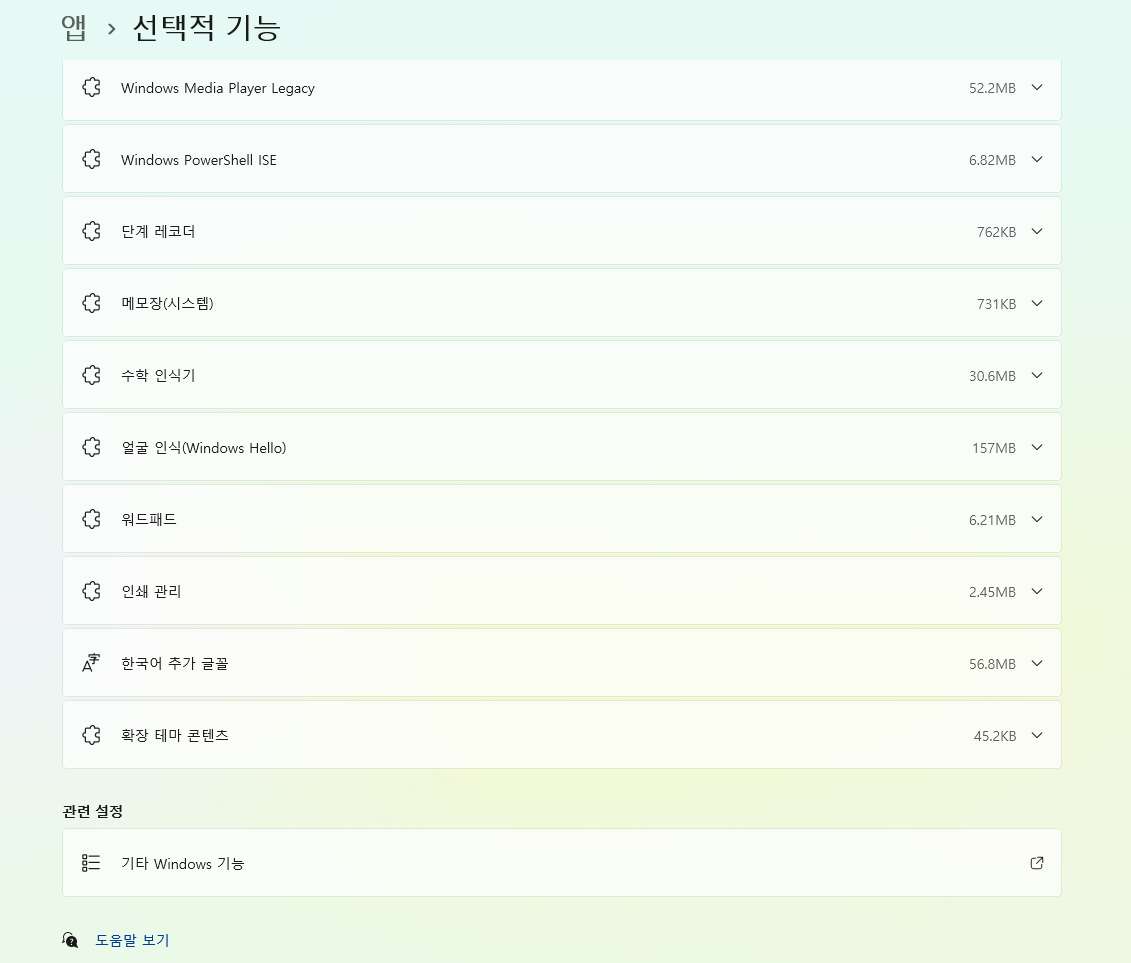 앱 > 선택적 기능
Windows Media Player Legacy 52.2MB
Windows PowerShell ISE 6.82MB
단계 레코더 762KB
메모장(시스템) 731KB
수학 인식기 30.6MB
얼굴 인식(Windows Hello) 157MB
워드패드 6.21MB
인쇄 관리 2.45MB
한국어 추가 글꼴 56.8MB
확장 테마 콘텐츠 45.2KB
관련 설정
기타 Windows 기능
도움말 보기